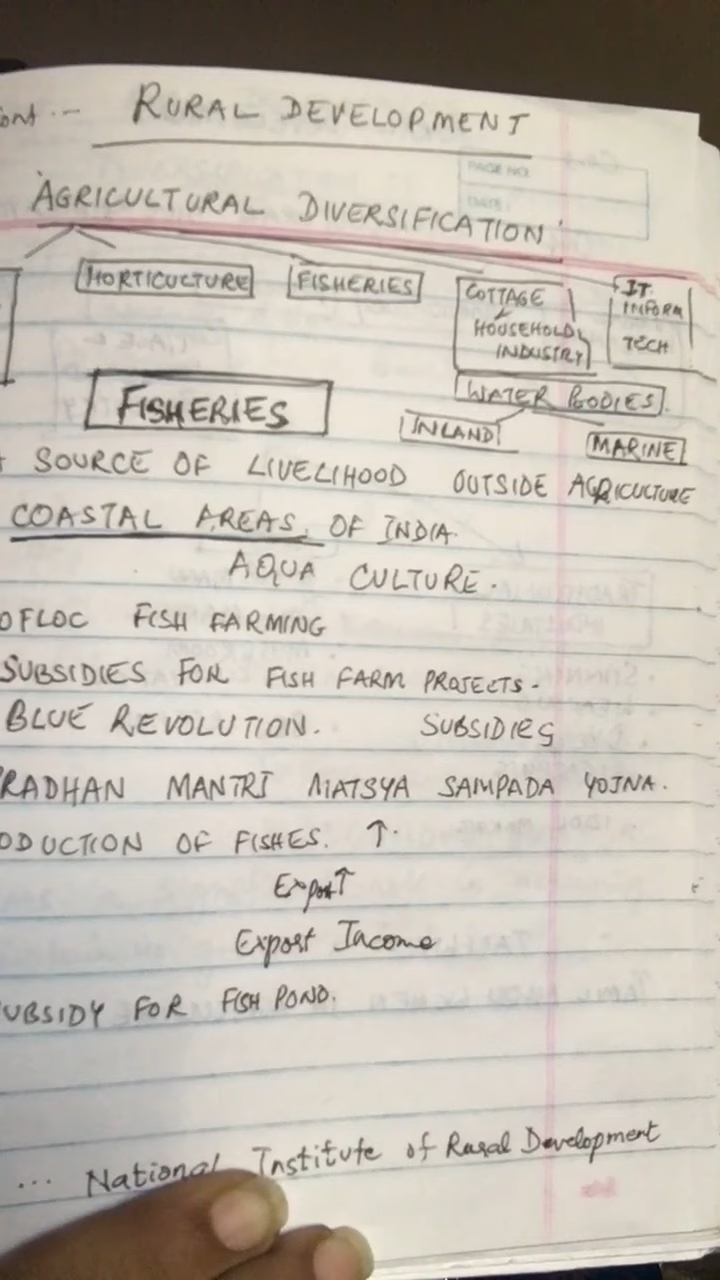 ont :- RURAL DEVELOPMENT
AGRICULTURAL DIVERSIFICATION
HORTICULTURE FISHERIES COTTAGE IT
HOUSEHOLD INFORM
INDUSTRY TECH
FISHERIES WATER BODIES.
INLAND MARINE
SOURCE OF LIVELIHOOD OUTSIDE AGRICULTURE
COASTAL AREAS OF INDIA.
AQUA CULTURE.
OFLOC FISH FARMING
SUBSIDIES FOR FISH FARM PROJECTS.
BLUE REVOLUTION. SUBSIDIES
RADHAN MANTRI MATSYA SAMPADA YOJNA.
ODUCTION OF FISHES. ↑.
Export↑
Export Income
UBSIDY FOR FISH POND.
... National Institute of Rural Development